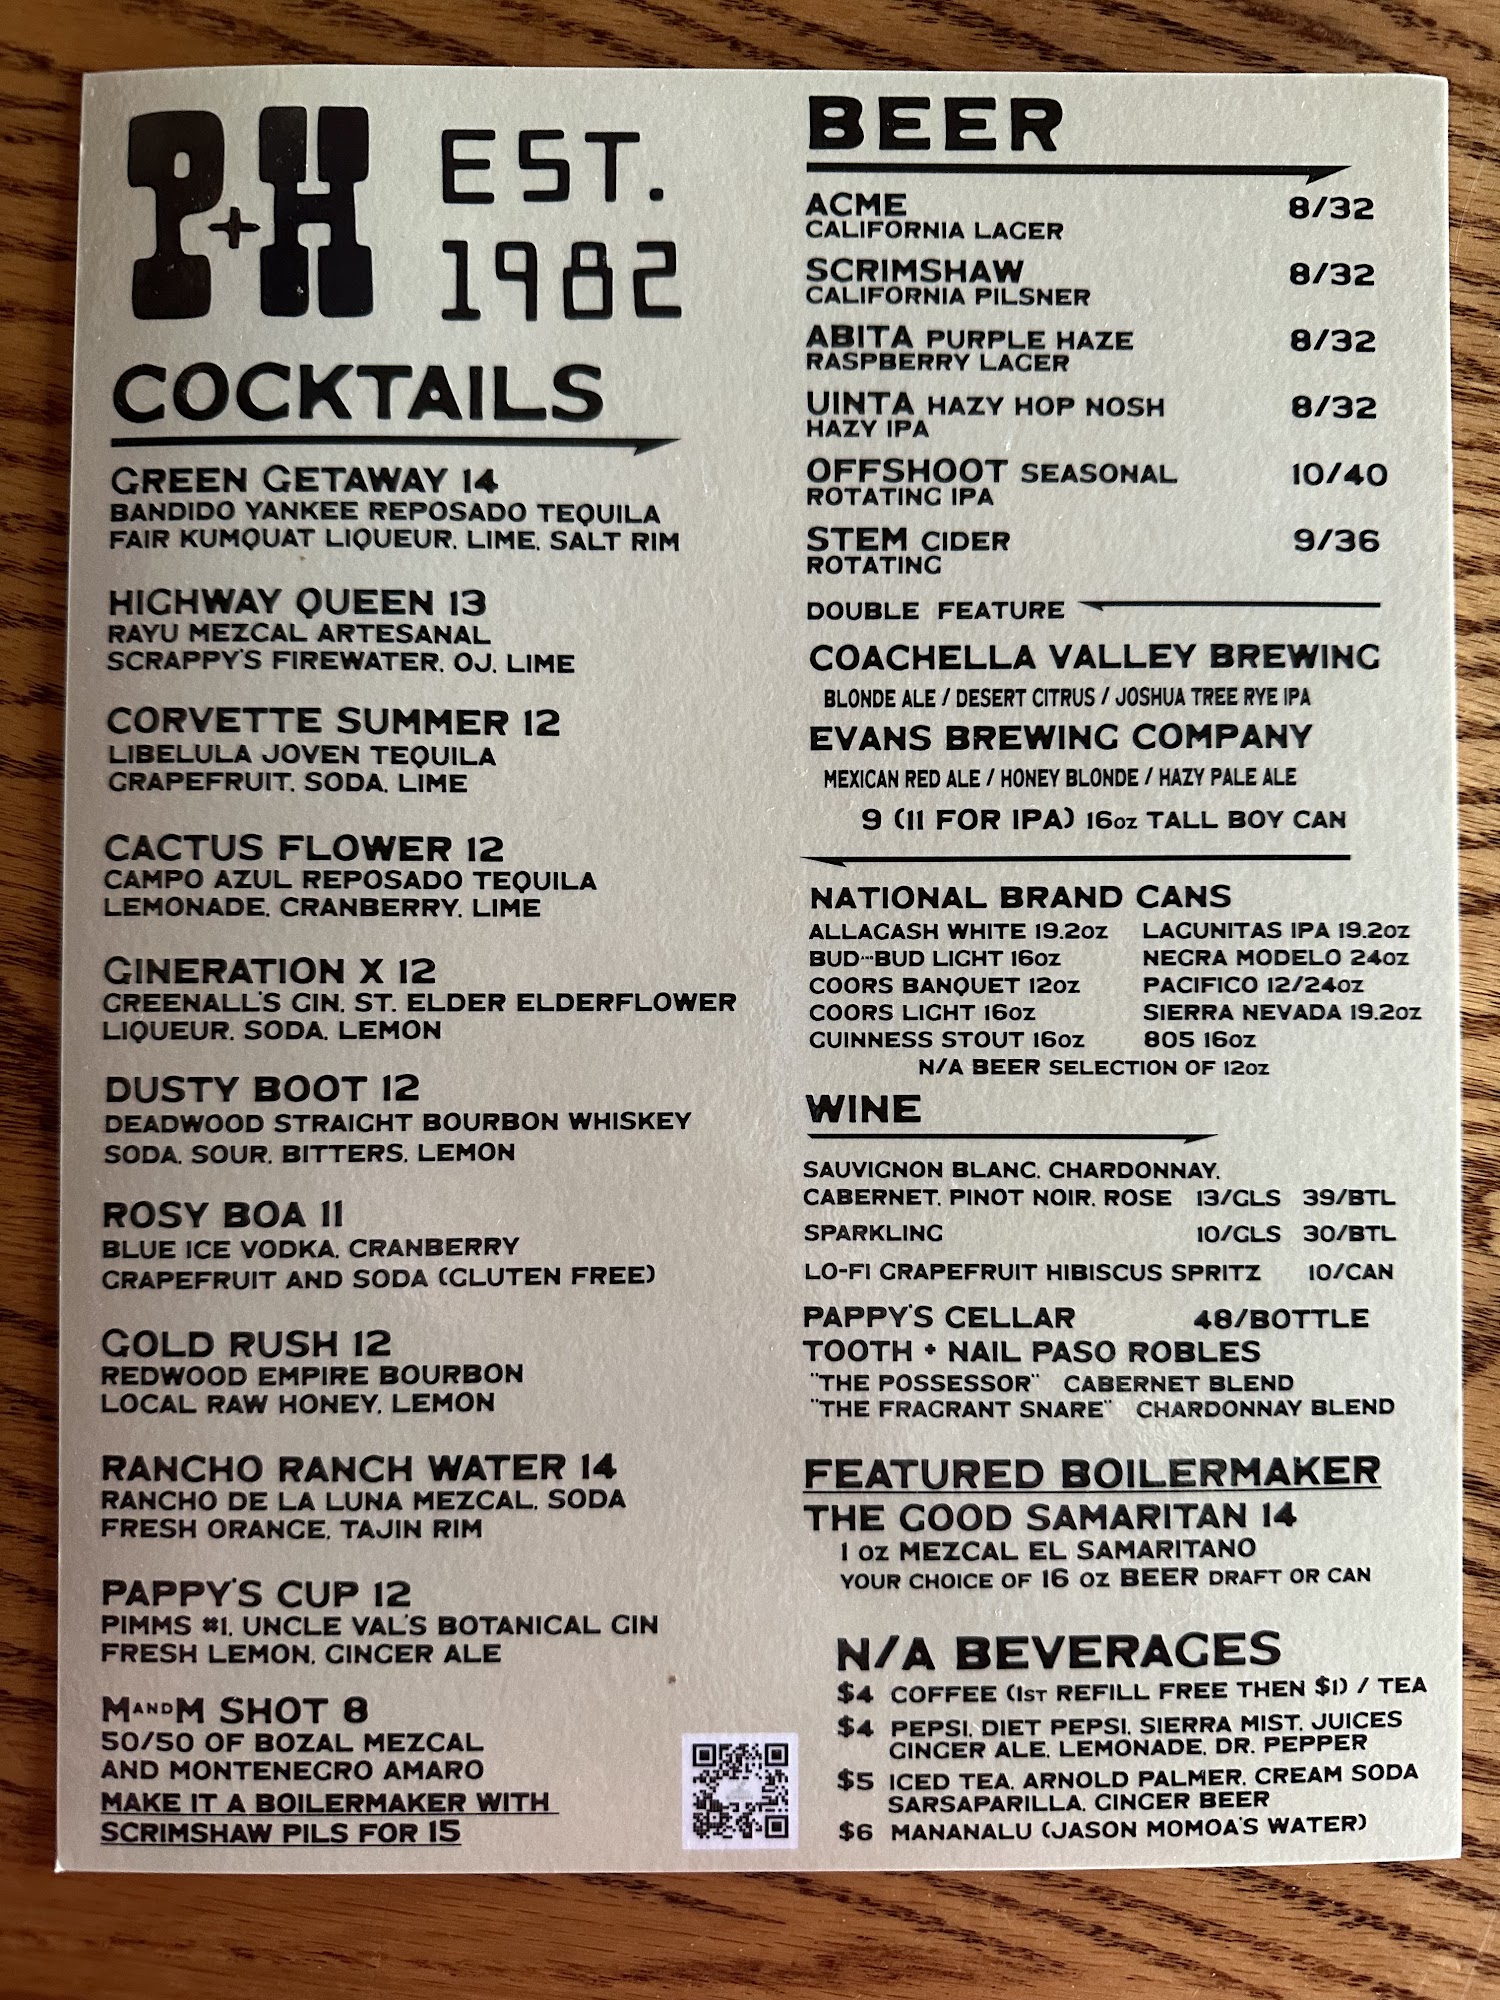 P+H
EST.
1982
COCKTAILS
GREEN GETAWAY 14
BANDIDO YANKEE REPOSADO TEQUILA
FAIR KUMQUAT LIQUEUR, LIME, SALT RIM
HIGHWAY QUEEN 13
RAYU MEZCAL ARTESANAL
SCRAPPY'S FIREWATER, OJ, LIME
CORVETTE SUMMER 12
LIBELULA JOVEN TEQUILA
GRAPEFRUIT, SODA, LIME
CACTUS FLOWER 12
CAMPO AZUL REPOSADO TEQUILA
LEMONADE, CRANBERRY, LIME
GINERATION X 12
GREENALL'S GIN, ST. ELDER ELDERFLOWER
LIQUEUR, SODA, LEMON
DUSTY BOOT 12
DEADWOOD STRAIGHT BOURBON WHISKEY
SODA, SOUR, BITTERS, LEMON
ROSY BOA 11
BLUE ICE VODKA, CRANBERRY
GRAPEFRUIT AND SODA (GLUTEN FREE)
GOLD RUSH 12
REDWOOD EMPIRE BOURBON
LOCAL RAW HONEY, LEMON
RANCHO RANCH WATER 14
RANCHO DE LA LUNA MEZCAL, SODA
FRESH ORANGE, TAJIN RIM
PAPPY'S CUP 12
PIMMS #1, UNCLE VAL'S BOTANICAL GIN
FRESH LEMON, GINGER ALE
MANDM SHOT 8
50/50 OF BOZAL MEZCAL
AND MONTENEGRO AMARO
MAKE IT A BOILERMAKER WITH
SCRIMSHAW PILS FOR 15
BEER
ACME 8/32
CALIFORNIA LAGER
SCRIMSHAW 8/32
CALIFORNIA PILSNER
ABITA PURPLE HAZE 8/32
RASPBERRY LAGER
UINTA HAZY HOP NOSH 8/32
HAZY IPA
OFFSHOOT SEASONAL 10/40
ROTATING IPA
STEM CIDER 9/36
ROTATING
DOUBLE FEATURE
COACHELLA VALLEY BREWING
BLONDE ALE / DESERT CITRUS / JOSHUA TREE RYE IPA
EVANS BREWING COMPANY
MEXICAN RED ALE / HONEY BLONDE / HAZY PALE ALE
9 (11 FOR IPA) 16oz TALL BOY CAN
NATIONAL BRAND CANS
ALLAGASH WHITE 19.2oz LAGUNITAS IPA 19.2oz
BUD--BUD LIGHT 16oz NEGRA MODELO 24oz
COORS BANQUET 12oz PACIFICO 12/24oz
COORS LIGHT 16oz SIERRA NEVADA 19.2oz
GUINNESS STOUT 16oz 805 16oz
N/A BEER SELECTION OF 12oz
WINE
SAUVIGNON BLANC, CHARDONNAY,
CABERNET, PINOT NOIR, ROSE 13/GLS 39/BTL
SPARKLING 10/GLS 30/BTL
LO-FI GRAPEFRUIT HIBISCUS SPRITZ 10/CAN
PAPPY'S CELLAR 48/BOTTLE
TOOTH + NAIL PASO ROBLES
"THE POSSESSOR" CABERNET BLEND
"THE FRAGRANT SNARE" CHARDONNAY BLEND
FEATURED BOILERMAKER
THE GOOD SAMARITAN 14
1 oz MEZCAL EL SAMARITANO
YOUR CHOICE OF 16 oz BEER DRAFT OR CAN
N/A BEVERAGES
$4 COFFEE (1ST REFILL FREE THEN $1) / TEA
$4 PEPSI, DIET PEPSI, SIERRA MIST, JUICES
GINGER ALE, LEMONADE, DR. PEPPER
$5 ICED TEA, ARNOLD PALMER, CREAM SODA
SARSAPARILLA, GINGER BEER
$6 MANANALU (JASON MOMOA'S WATER)